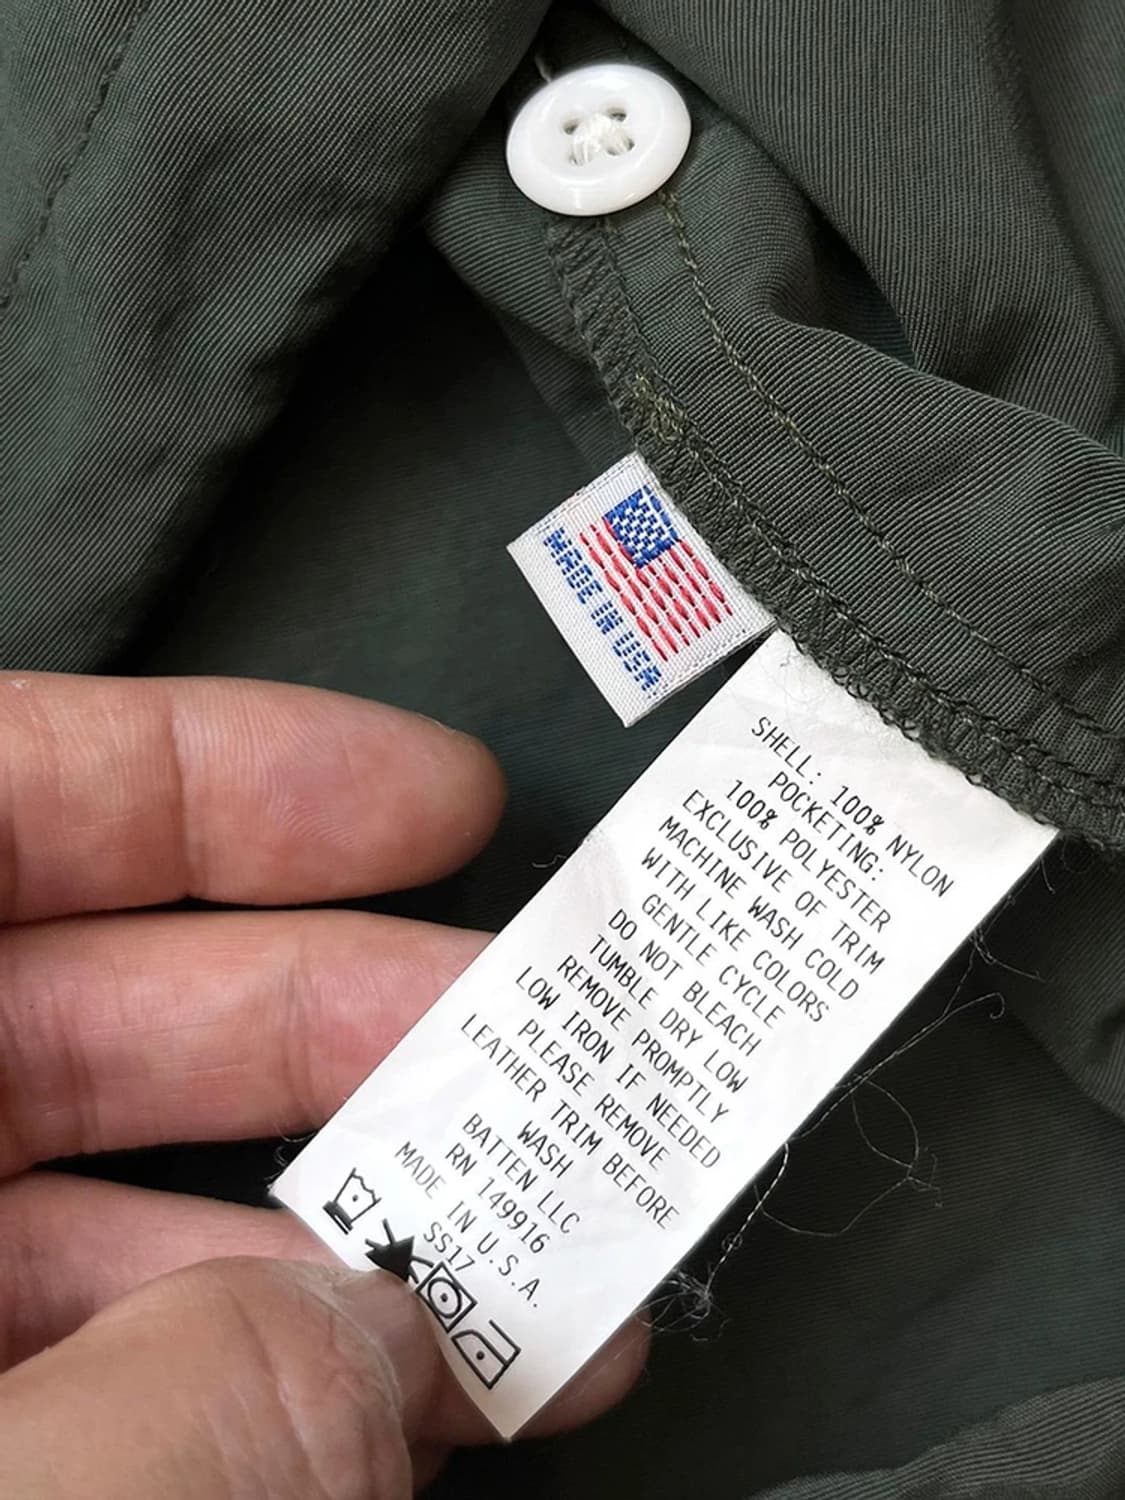 MADE IN USA
SHELL: 100% NYLON
POCKETING:
100% POLYESTER
EXCLUSIVE OF TRIM
MACHINE WASH COLD
WITH LIKE COLORS
GENTLE CYCLE
DO NOT BLEACH
TUMBLE DRY LOW
REMOVE PROMPTLY
LOW IRON IF NEEDED
PLEASE REMOVE
LEATHER TRIM BEFORE
WASH
BATTEN LLC
RN 149916
MADE IN U.S.A.
SS17